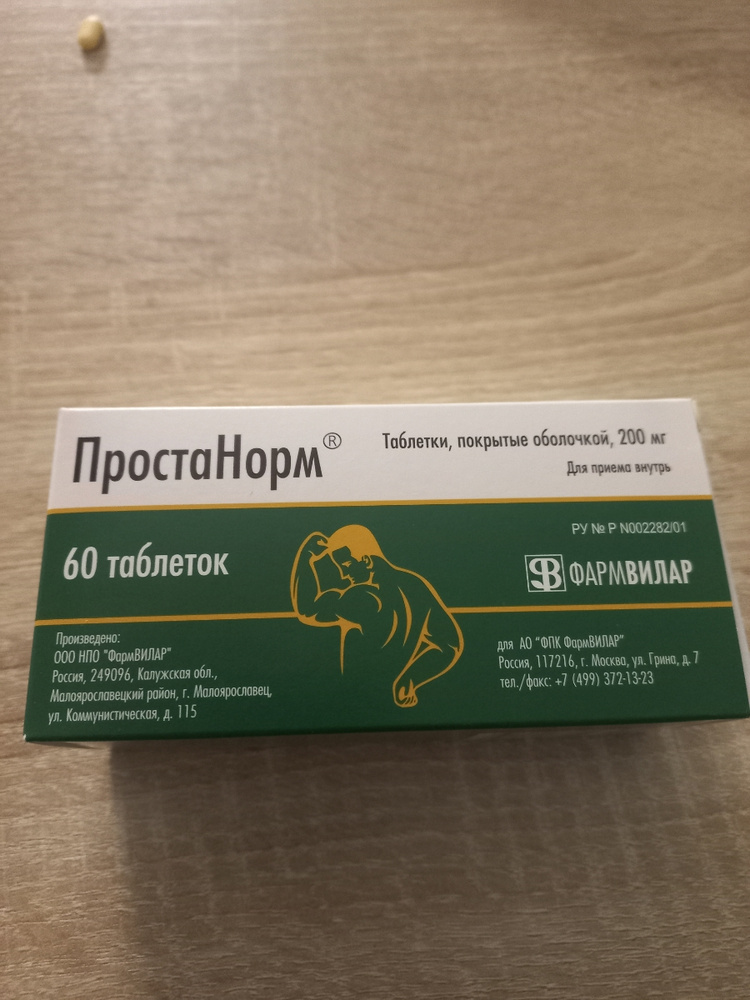 ПростаНорм®
Таблетки, покрытые оболочкой, 200 мг
Для приема внутрь
РУ № Р N002282/01
60 таблеток
ФВ ФАРМВИЛАР
Произведено:
ООО НПО "ФармВИЛАР"
Россия, 249096, Калужская обл.,
Малоярославецкий район, г. Малоярославец,
ул. Коммунистическая, д. 115
для АО "ФПК ФармВИЛАР"
Россия, 117216, г. Москва, ул. Грина, д. 7
тел./факс: +7 (499) 372-13-23